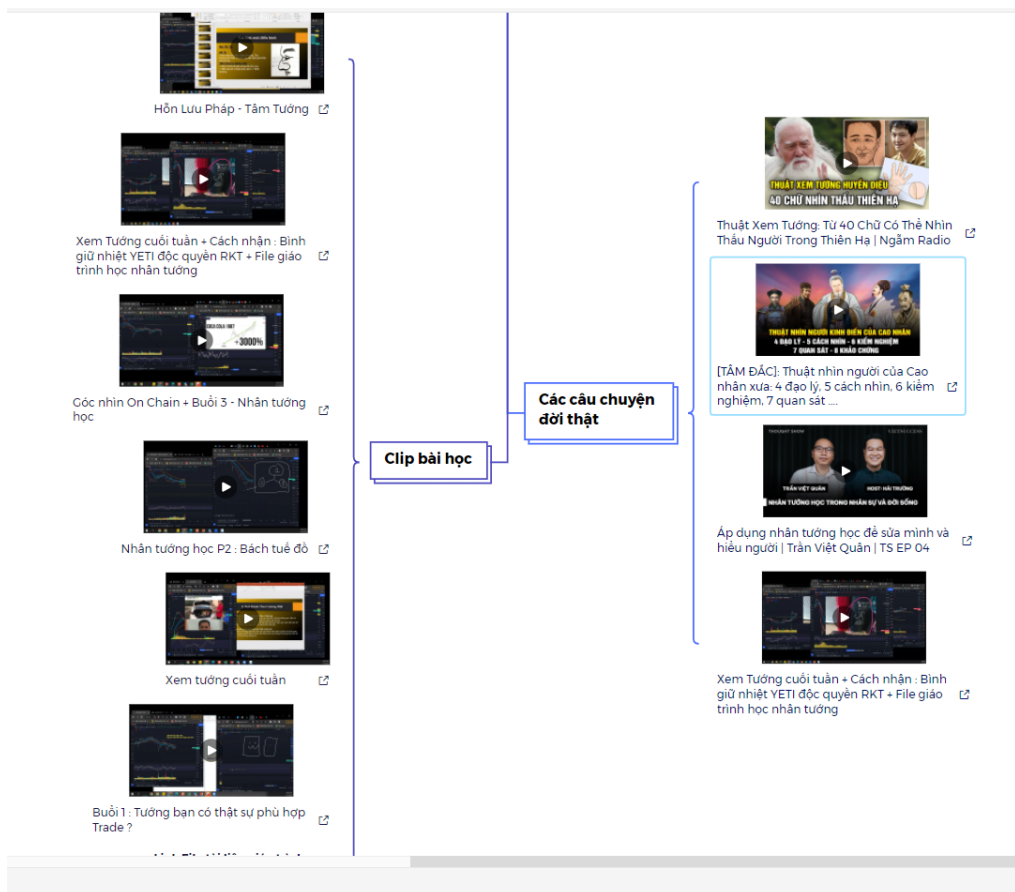 Hỗn Lưu Pháp - Tâm Tướng
Xem Tướng cuối tuần + Cách nhận : Bình
giữ nhiệt YETI độc quyền RKT + File giáo
trình học nhân tướng
+3000%
Góc nhìn On Chain + Buổi 3 - Nhân tướng
học
Nhân tướng học P2 : Bách tuế đồ
Xem tướng cuối tuần
Buổi 1 : Tướng bạn có thật sự phù hợp
Trade ?
Clip bài học
Các câu chuyện
đời thật
THUẬT XEM TƯỚNG HUYỀN DIỆU
40 CHỮ NHÌN THẤU THIÊN HẠ
Thuật Xem Tướng: Từ 40 Chữ Có Thể Nhìn
Thấu Người Trong Thiên Hạ | Ngẫm Radio
THUẬT NHÌN NGƯỜI KINH ĐIỂN CỦA CAO NHÂN
4 ĐẠO LÝ - 5 CÁCH NHÌN - 6 KIỂM NGHIỆM
7 QUAN SÁT - 8 KHẢO CHỨNG
[TÂM ĐẮC]: Thuật nhìn người của Cao
nhân xưa: 4 đạo lý, 5 cách nhìn, 6 kiểm
nghiệm, 7 quan sát ....
THOUGHT SHOW
TRẦN VIỆT QUÂN
HOST: HẢI TRƯỜNG
NHÂN TƯỚNG HỌC TRONG NHÂN SỰ VÀ ĐỜI SỐNG
Áp dụng nhân tướng học để sửa mình và
hiểu người | Trần Việt Quân | TS EP 04
Xem Tướng cuối tuần + Cách nhận : Bình
giữ nhiệt YETI độc quyền RKT + File giáo
trình học nhân tướng